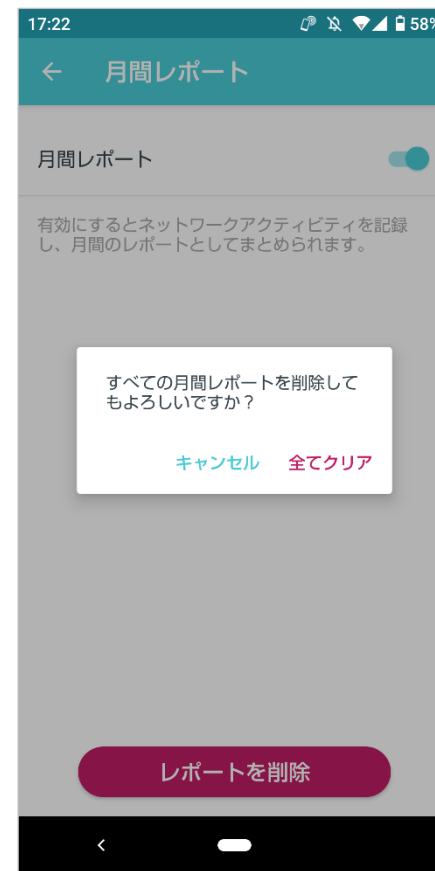 17:22
58%
月間レポート
月間レポート
有効にするとネットワークアクティビティを記録
し、月間のレポートとしてまとめられます。
すべての月間レポートを削除して
もよろしいですか？
キャンセル 全てクリア
レポートを削除